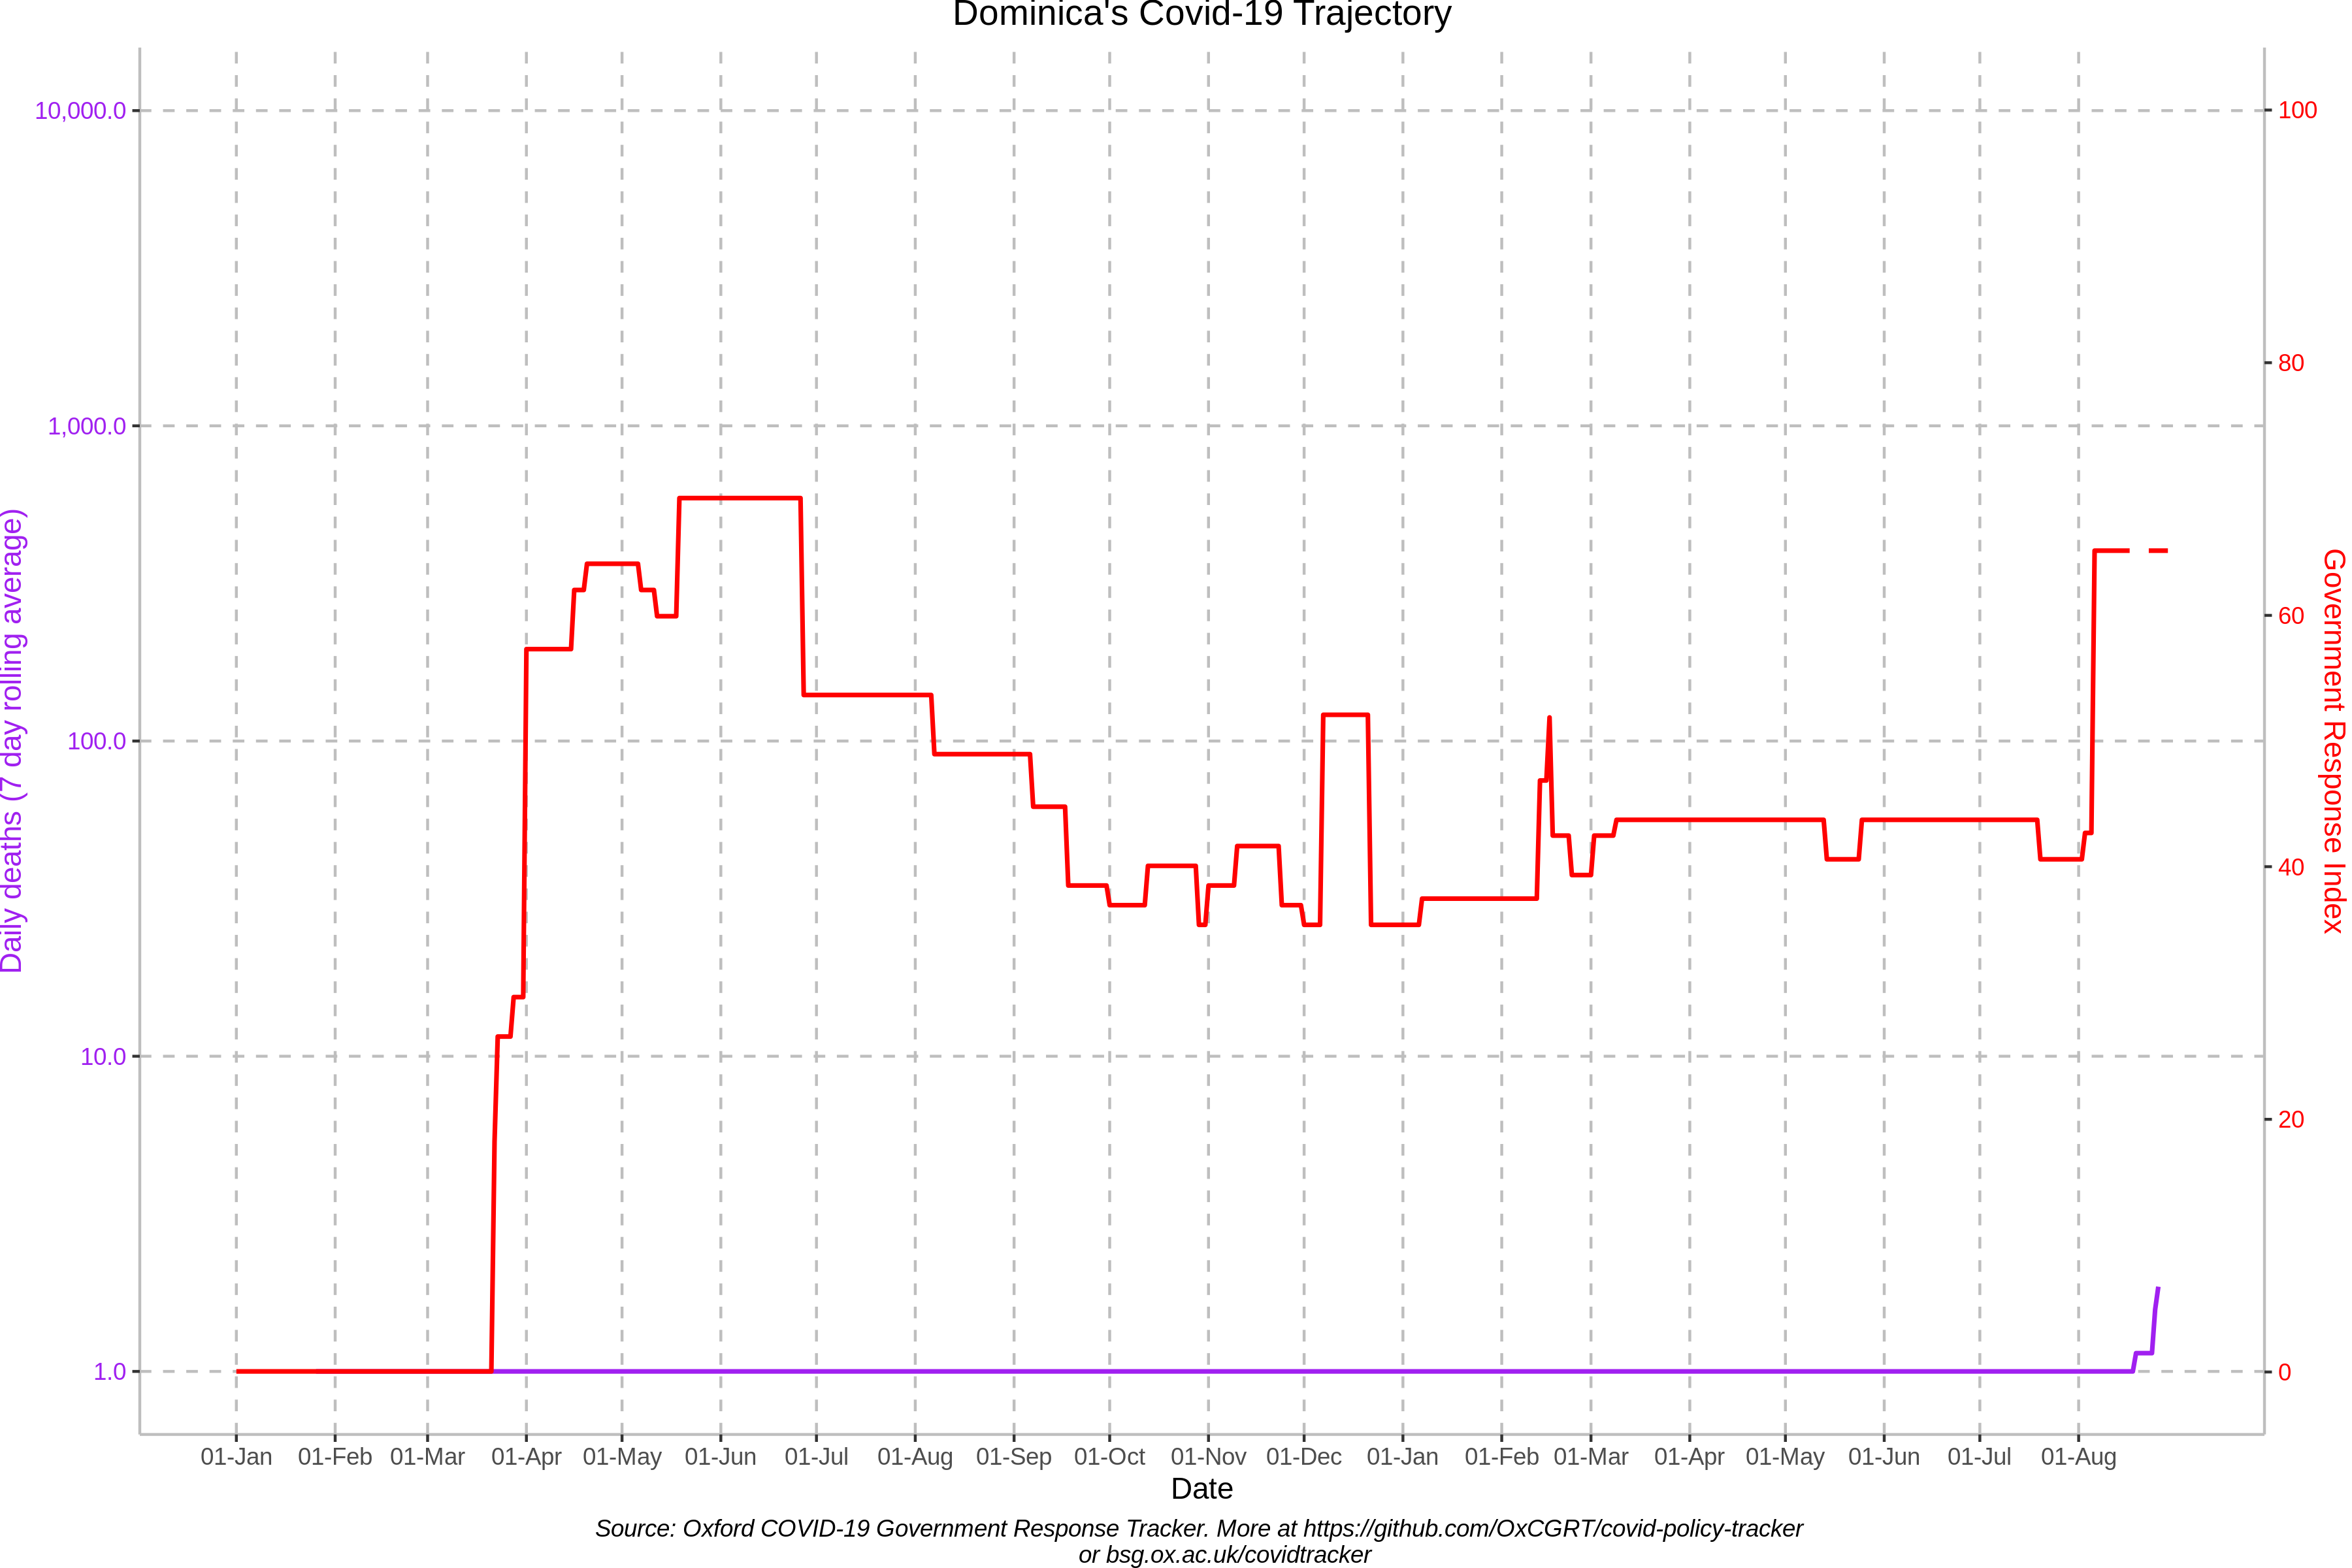 Dominica's Covid-19 Trajectory
10,000.0
1,000.0
100.0
10.0
1.0
Daily deaths (7 day rolling average)
100
80
60
40
20
0
Government Response Index
01-Jan 01-Feb 01-Mar 01-Apr 01-May 01-Jun 01-Jul 01-Aug 01-Sep 01-Oct 01-Nov 01-Dec 01-Jan 01-Feb 01-Mar 01-Apr 01-May 01-Jun 01-Jul 01-Aug
Date
Source: Oxford COVID-19 Government Response Tracker. More at https://github.com/OxCGRT/covid-policy-tracker
or bsg.ox.ac.uk/covidtracker